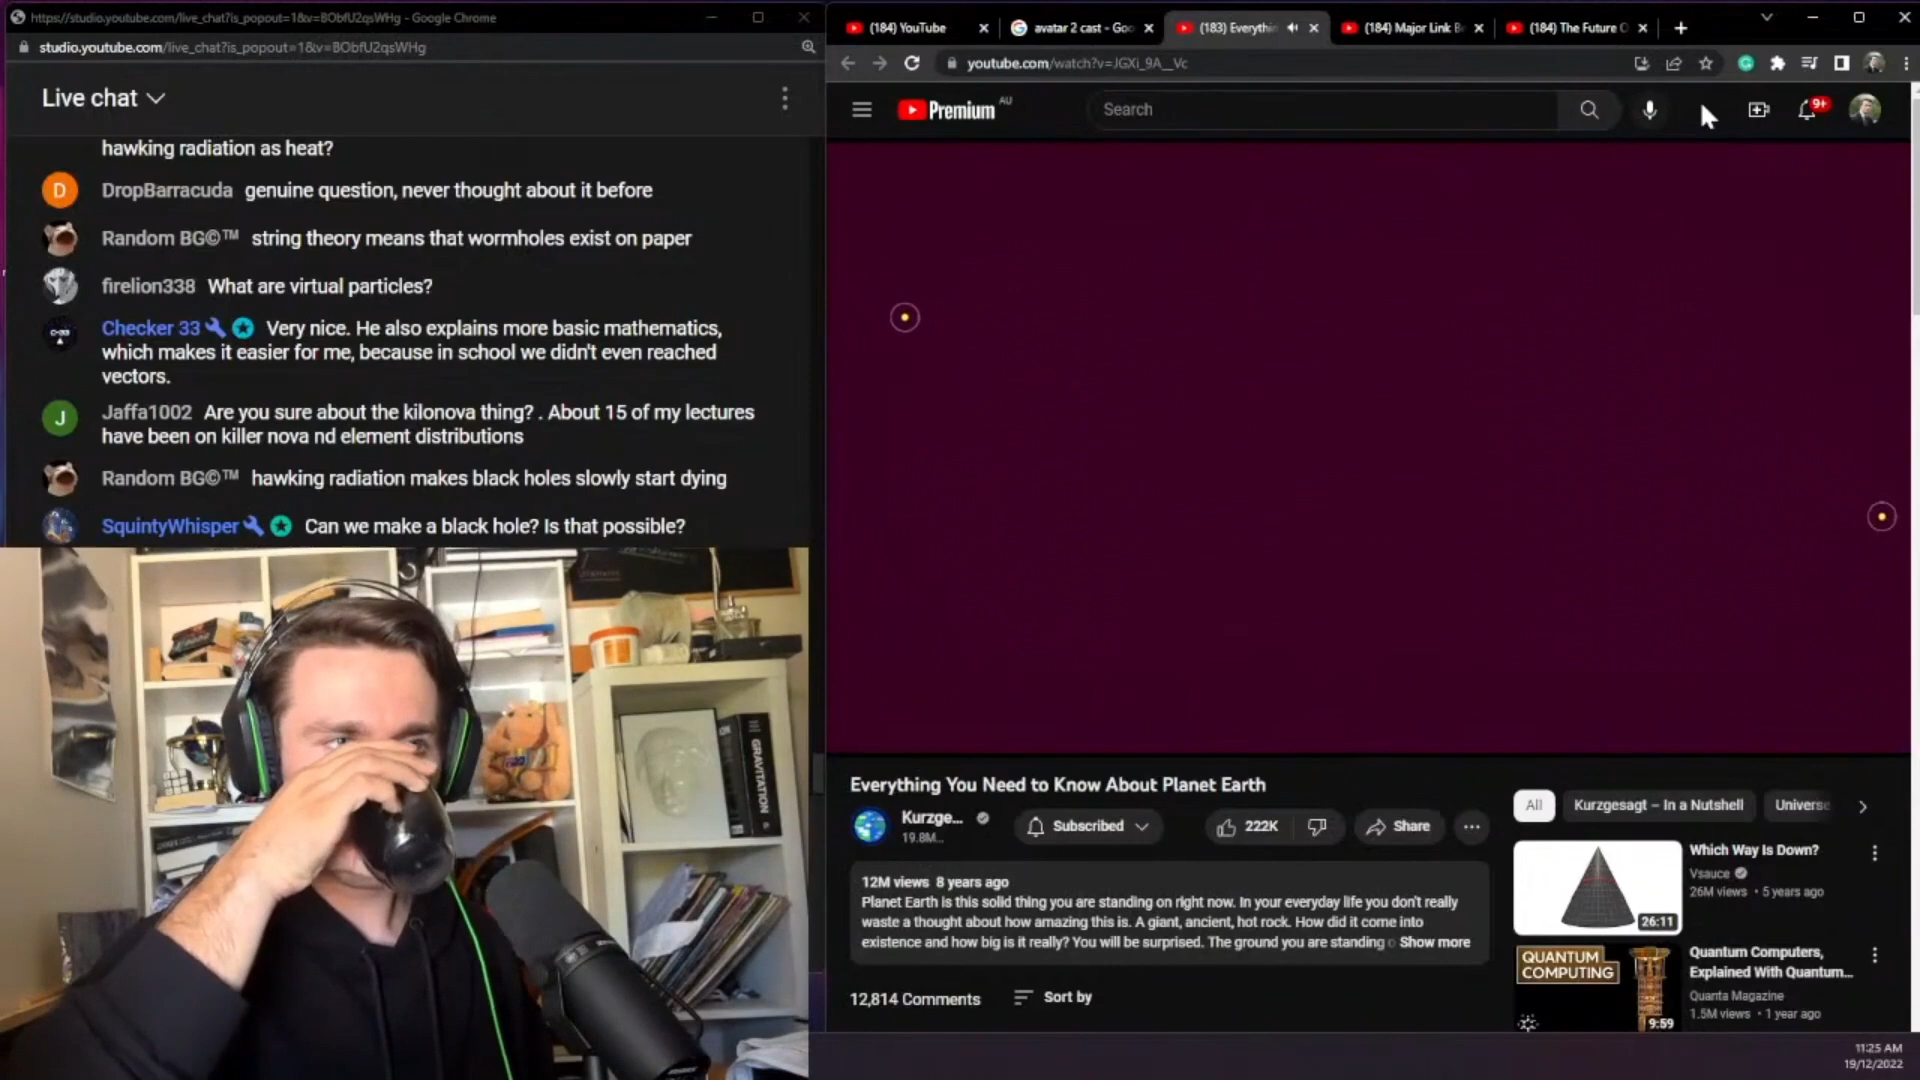 https://studio.youtube.com/live_chat?is_popout=1&v=BObfU2qsWHg - Google Chrome
studio.youtube.com/live_chat?is_popout=1&v=BObfU2qsWHg
Live chat
hawking radiation as heat?
D DropBarracuda genuine question, never thought about it before
Random BG©™ string theory means that wormholes exist on paper
firelion338 What are virtual particles?
Checker 33 Very nice. He also explains more basic mathematics,
which makes it easier for me, because in school we didn't even reached
vectors.
J Jaffa1002 Are you sure about the kilonova thing? . About 15 of my lectures
have been on killer nova nd element distributions
Random BG©™ hawking radiation makes black holes slowly start dying
SquintyWhisper Can we make a black hole? Is that possible?
GRAVITATION
(184) YouTube
avatar 2 cast - Goo
(183) Everythin
(184) Major Link B
(184) The Future O
youtube.com/watch?v=JGXi_9A__Vc
Premium AU
Search
9+
Everything You Need to Know About Planet Earth
Kurzge...
19.8M...
Subscribed
222K
Share
12M views 8 years ago
Planet Earth is this solid thing you are standing on right now. In your everyday life you don't really
waste a thought about how amazing this is. A giant, ancient, hot rock. How did it come into
existence and how big is it really? You will be surprised. The ground you are standing o Show more
12,814 Comments
Sort by
All
Kurzgesagt – In a Nutshell
Universe
Which Way Is Down?
Vsauce
26M views • 5 years ago
26:11
QUANTUM
COMPUTING
Quantum Computers,
Explained With Quantum...
Quanta Magazine
1.5M views • 1 year ago
9:59
11:25 AM
19/12/2022